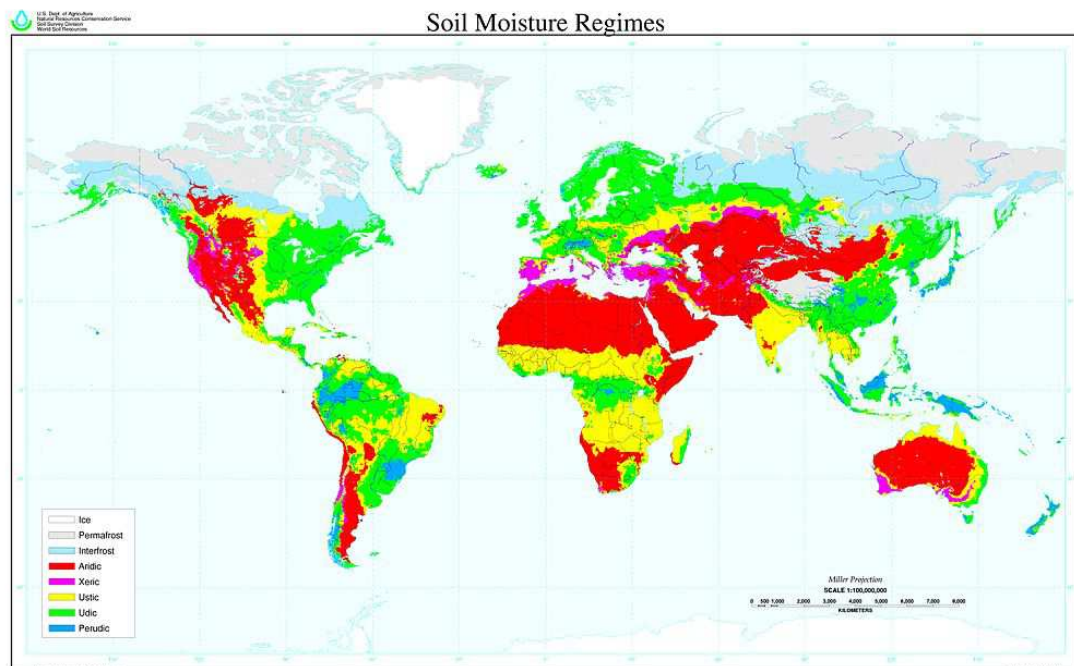 U.S. Dept. of Agriculture
Natural Resources Conservation Service
Soil Survey Division
World Soil Resources
Soil Moisture Regimes
Ice
Permafrost
Interfrost
Aridic
Xeric
Ustic
Udic
Perudic
Miller Projection
SCALE 1:100,000,000
0 500 1,000 2,000 3,000 4,000 5,000 6,000 7,000 8,000
KILOMETERS